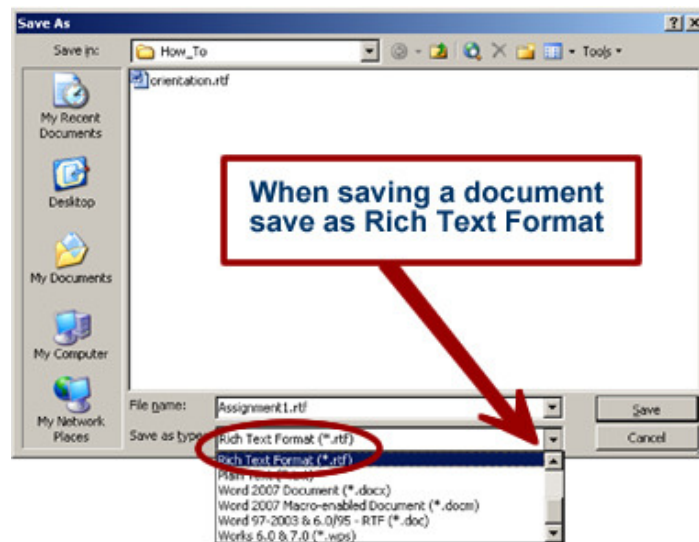 Save As
Save in:
How_To
Tools
orientation.rtf
My Recent
Documents
Desktop
My Documents
My Computer
My Network
Places
When saving a document
save as Rich Text Format
File name:
Assignment1.rtf
Save
Save as type:
Rich Text Format (*.rtf)
Cancel
Rich Text Format (*.rtf)
Plain Text (*.txt)
Word 2007 Document (*.docx)
Word 2007 Macro-enabled Document (*.docm)
Word 97-2003 & 6.0/95 - RTF (*.doc)
Works 6.0 & 7.0 (*.wps)